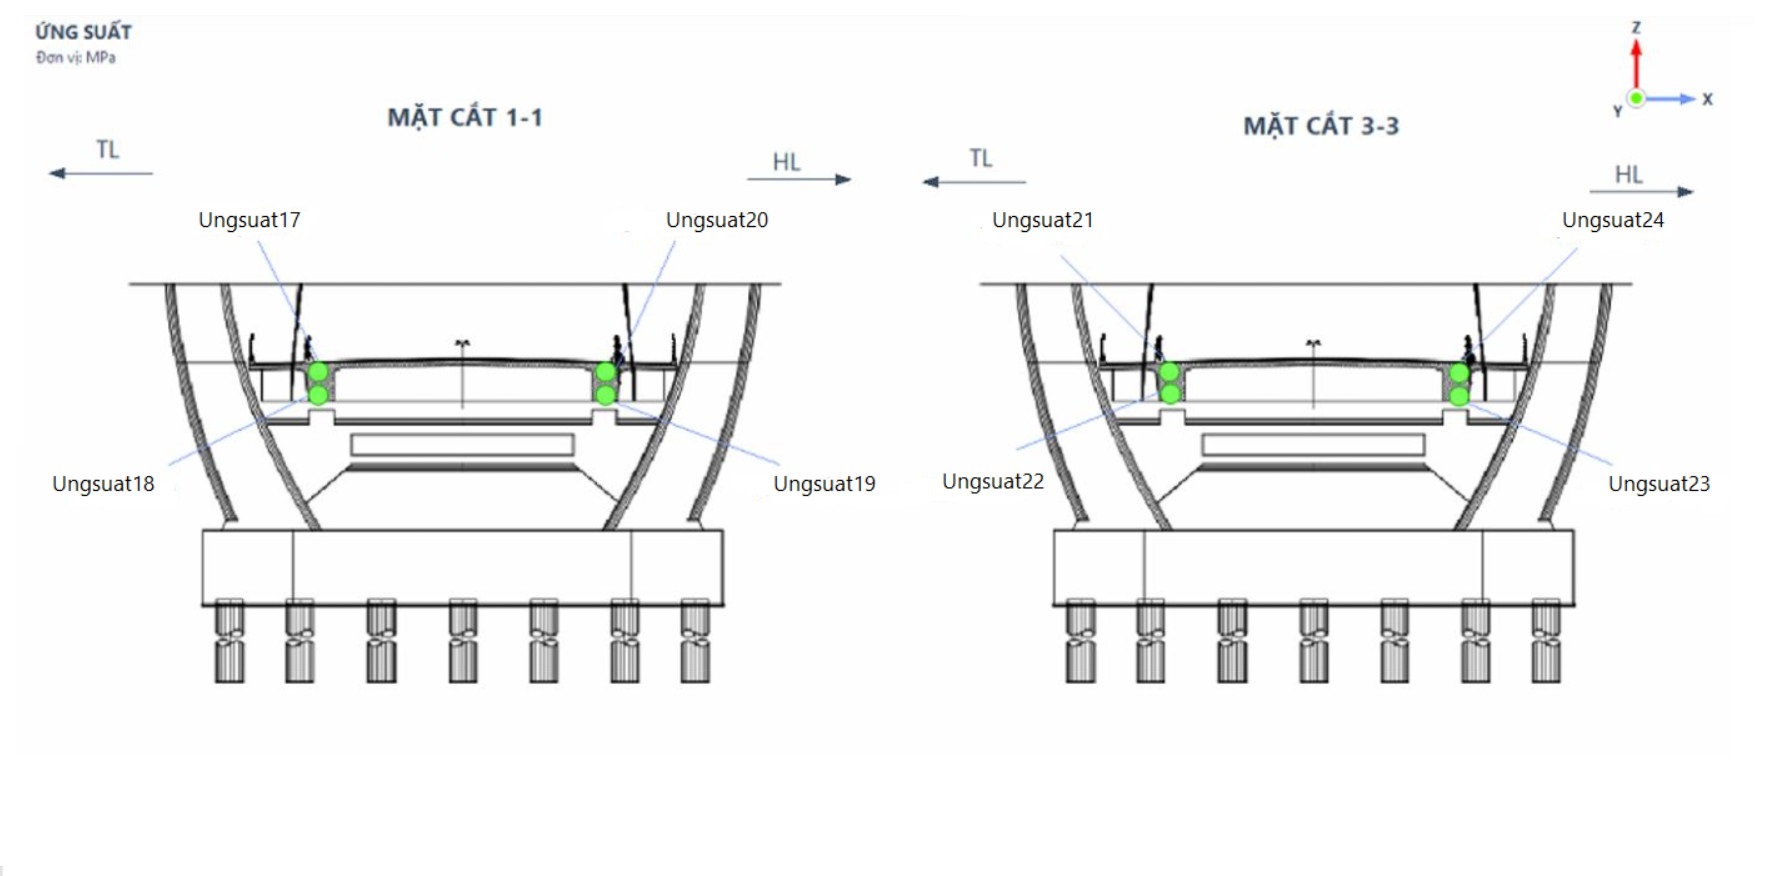 ỨNG SUẤT
Đơn vị: MPa
MẶT CẮT 1-1
MẶT CẮT 3-3
Z
Y
X
TL
HL
TL
HL
Ungsuat17
Ungsuat20
Ungsuat21
Ungsuat24
Ungsuat18
Ungsuat19
Ungsuat22
Ungsuat23